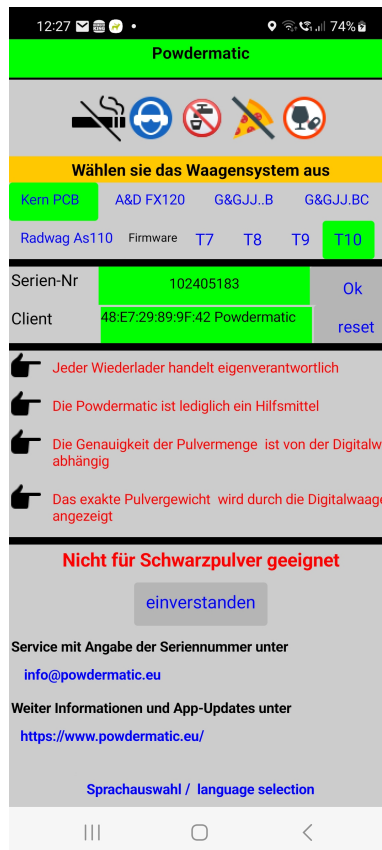 12:27
74%
Powdermatic
Wählen sie das Waagensystem aus
Kern PCB A&D FX120 G&GJJ..B G&GJJ.BC
Radwag As110 Firmware T7 T8 T9 T10
Serien-Nr 102405183 Ok
Client 48:E7:29:89:9F:42 Powdermatic reset
Jeder Wiederlader handelt eigenverantwortlich
Die Powdermatic ist lediglich ein Hilfsmittel
Die Genauigkeit der Pulvermenge ist von der Digitalw
abhängig
Das exakte Pulvergewicht wird durch die Digitalwaage
angezeigt
Nicht für Schwarzpulver geeignet
einverstanden
Service mit Angabe der Seriennummer unter
info@powdermatic.eu
Weiter Informationen und App-Updates unter
https://www.powdermatic.eu/
Sprachauswahl / language selection